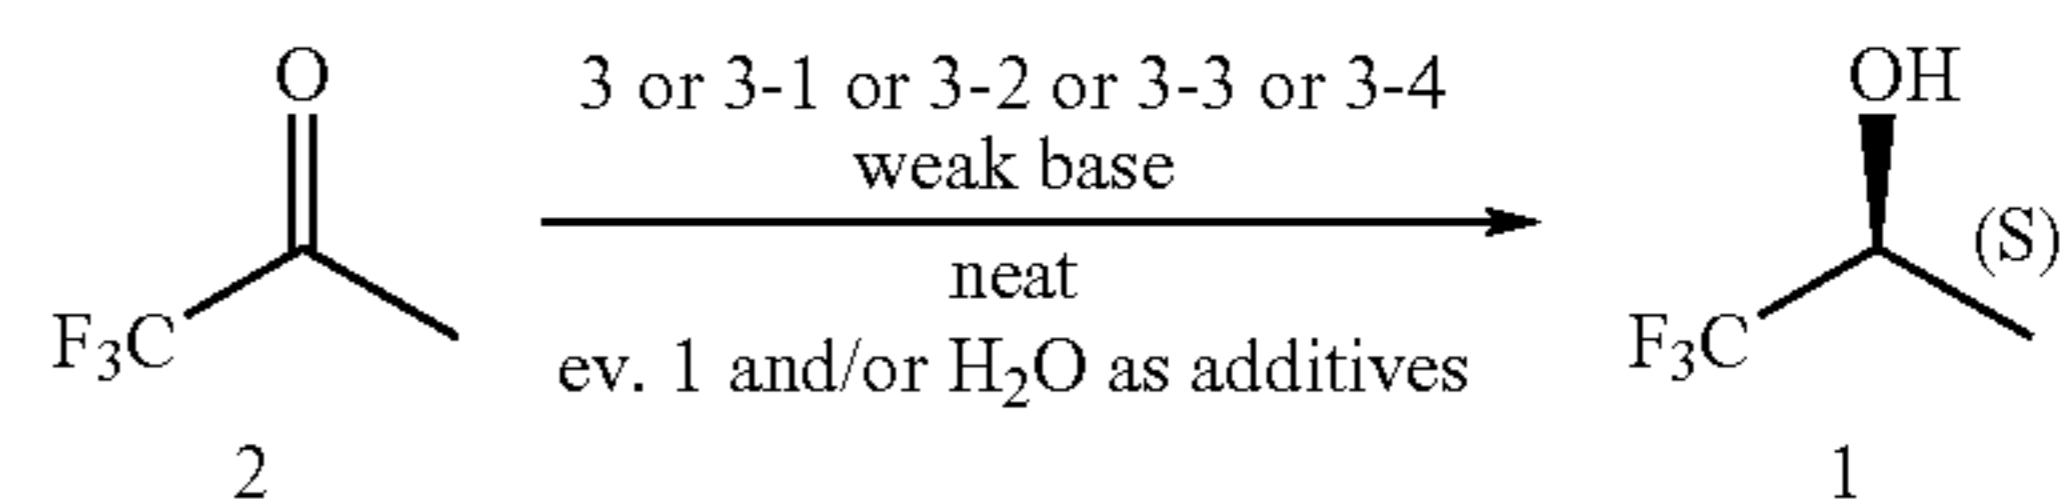 O
3 or 3-1 or 3-2 or 3-3 or 3-4
weak base
neat
ev. 1 and/or H₂O as additives
F₃C
2
OH
(S)
F₃C
1